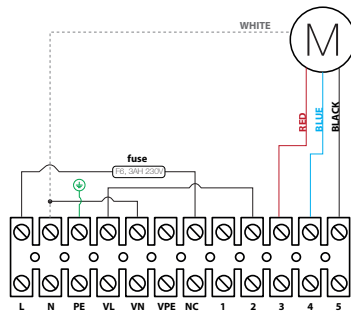 WHITE
M
RED
BLUE
BLACK
fuse
F6, 3AH 230V
L N PE VL VN VPE NC 1 2 3 4 5